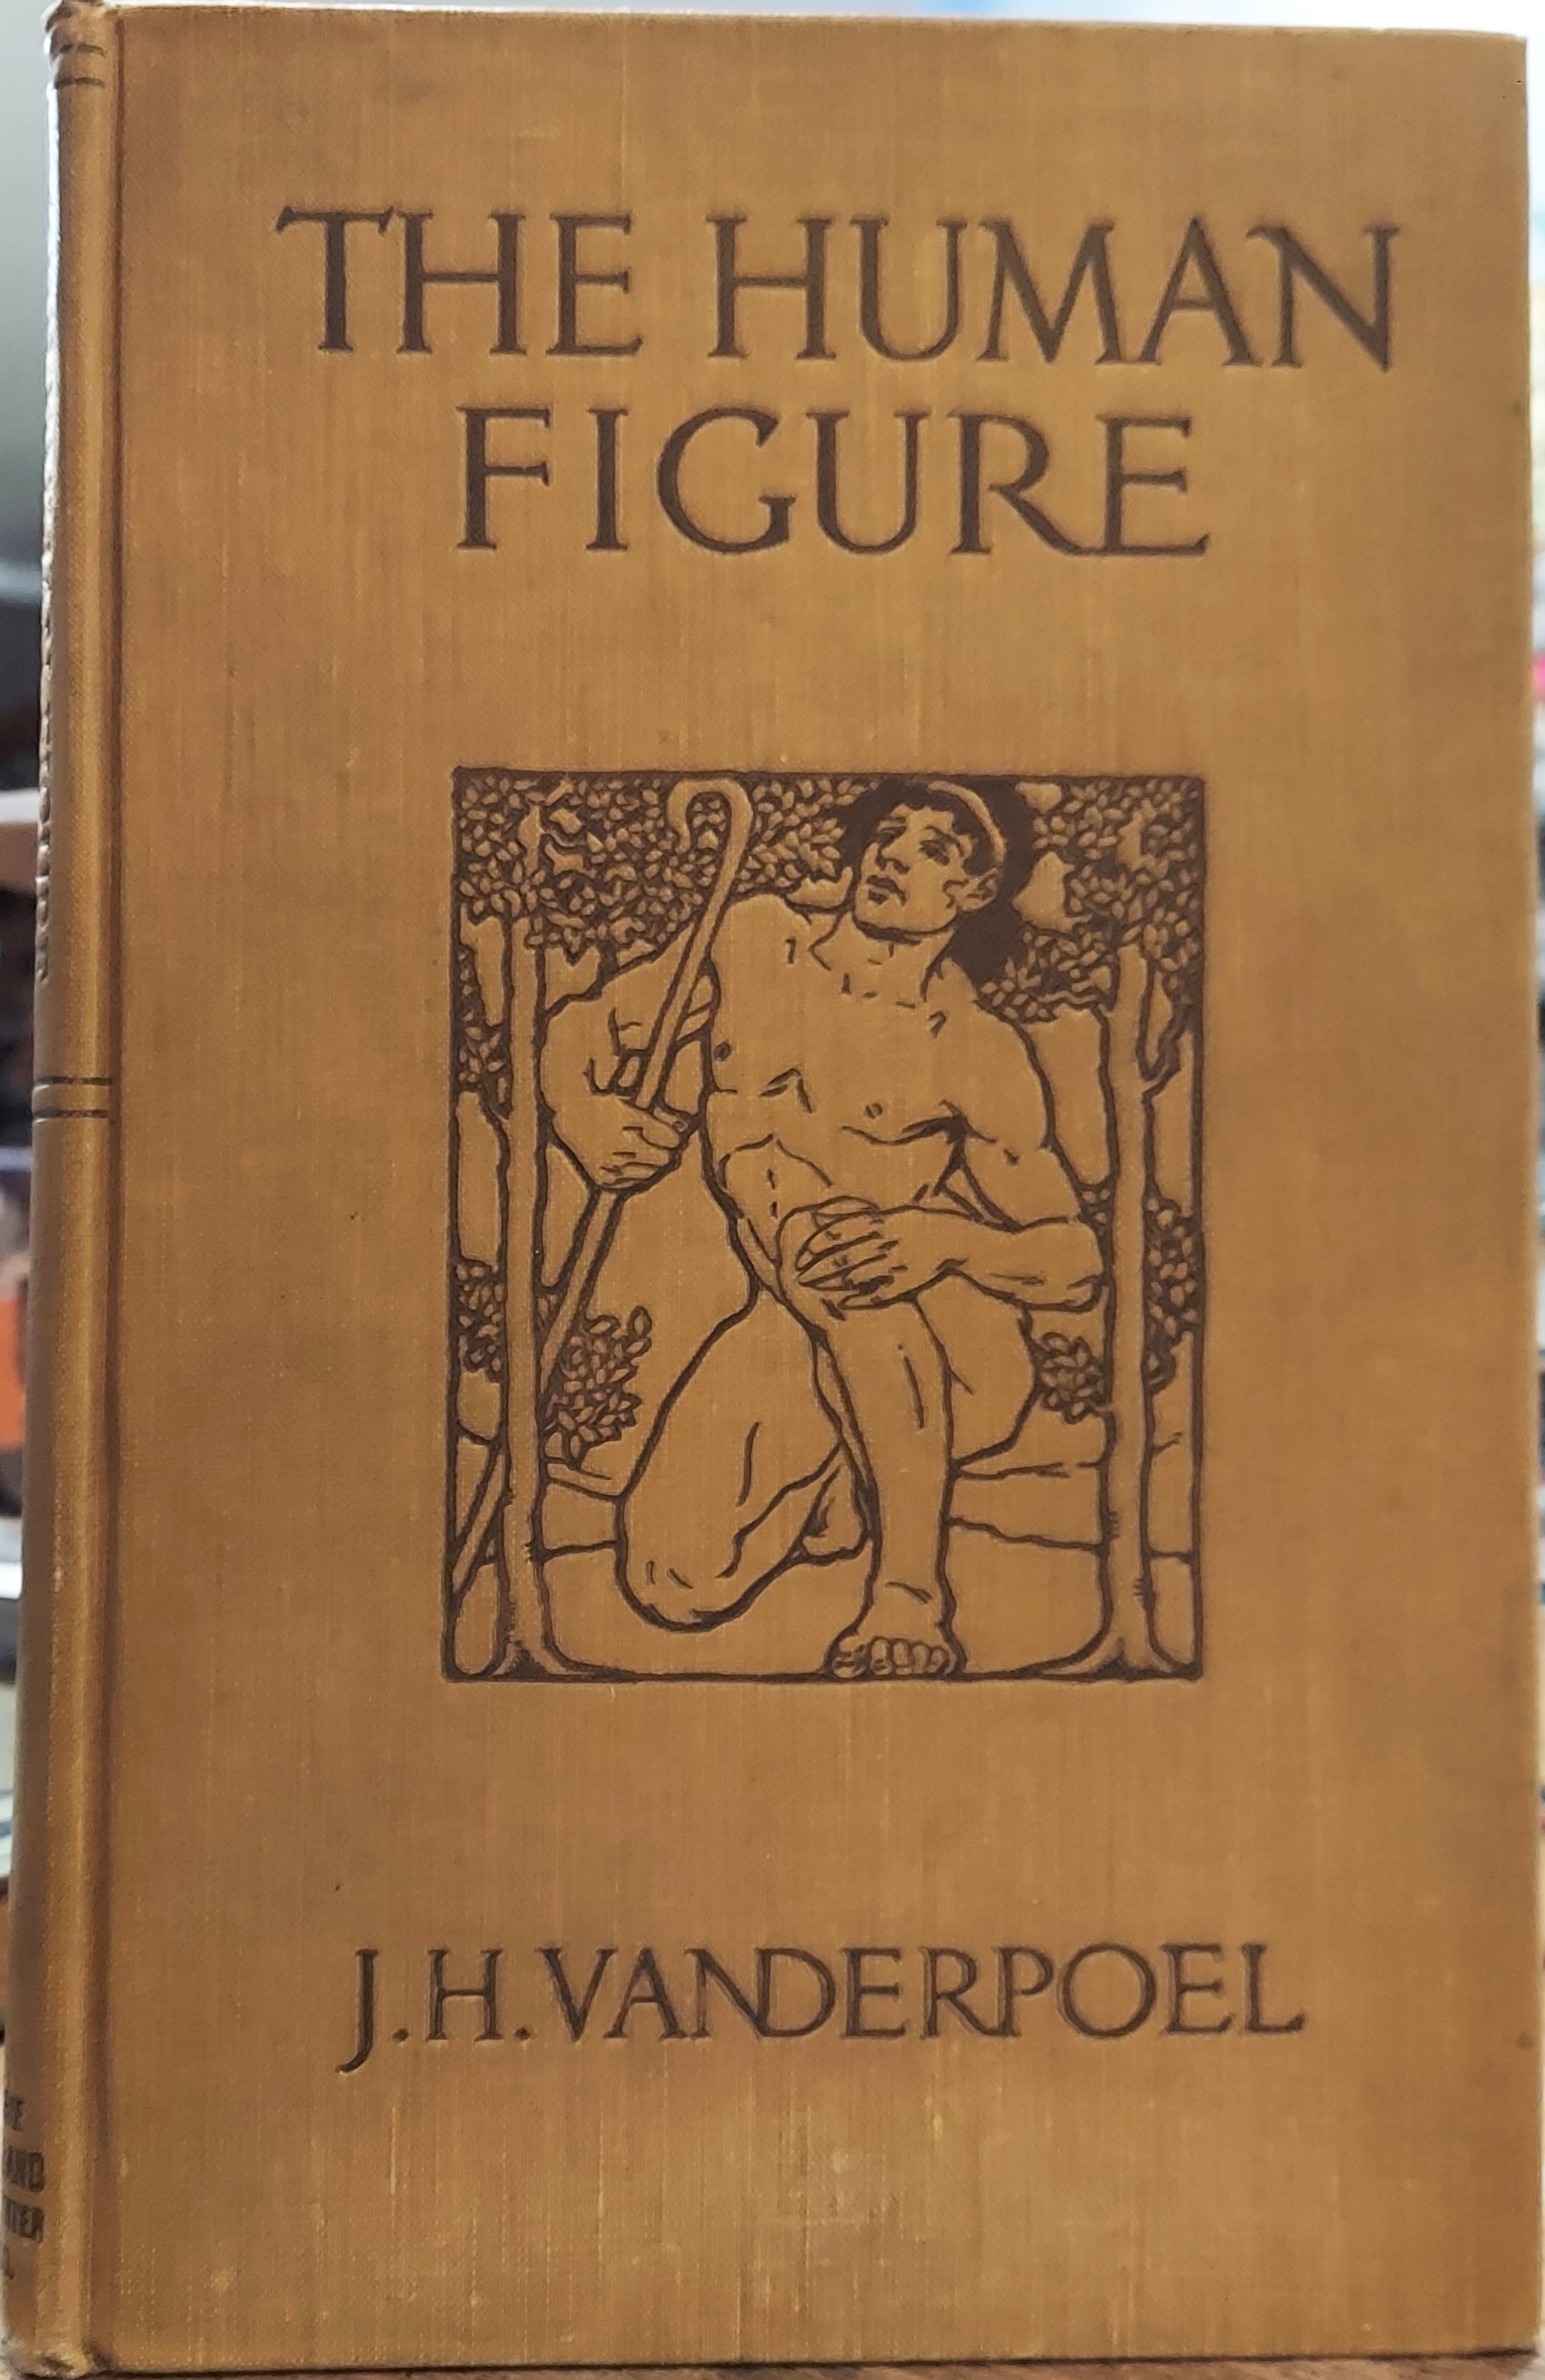 THE HUMAN
FIGURE
J.H.VANDERPOEL